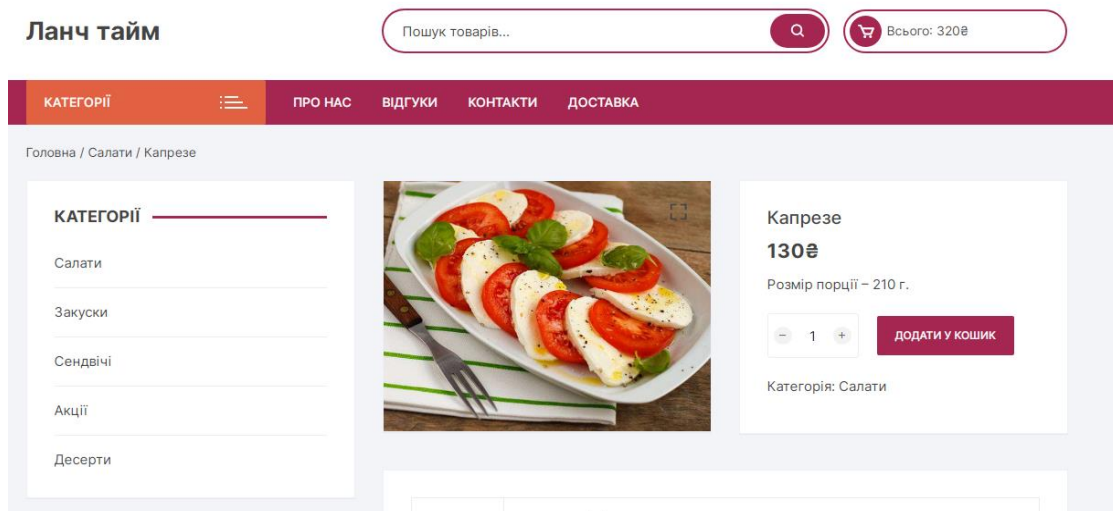 Ланч тайм
Пошук товарів...
Всього: 320₴
КАТЕГОРІЇ
ПРО НАС ВІДГУКИ КОНТАКТИ ДОСТАВКА
Головна / Салати / Капрезе
КАТЕГОРІЇ
Салати
Закуски
Сендвічі
Акції
Десерти
Капрезе
130₴
Розмір порції – 210 г.
- 1 +
ДОДАТИ У КОШИК
Категорія: Салати